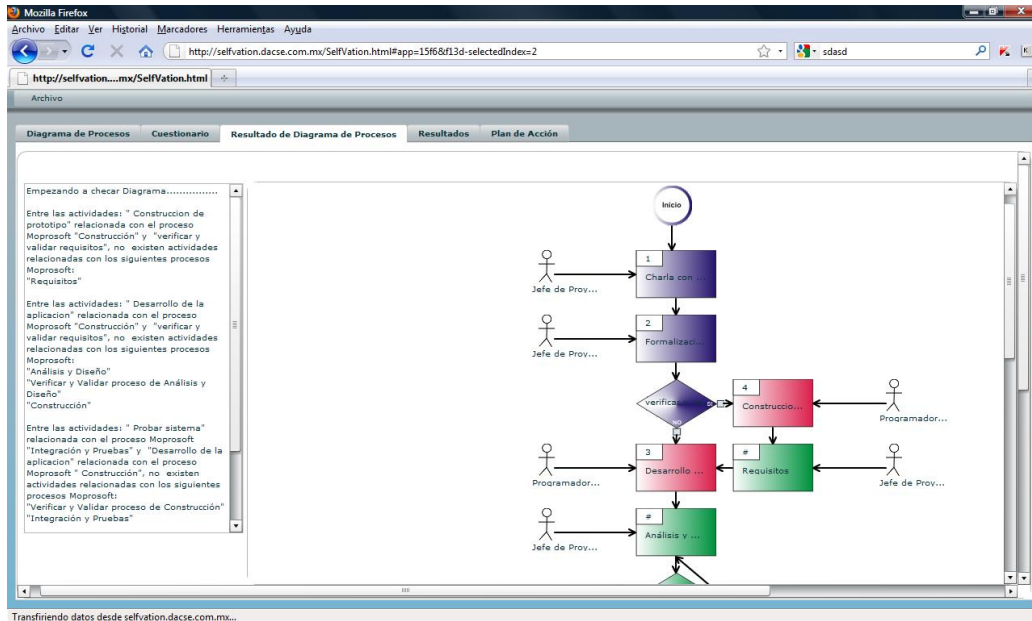 Mozilla Firefox
Archivo Editar Ver Historial Marcadores Herramientas Ayuda
http://selfvation.dacse.com.mx/SelfVation.html#app=15f6&f13d-selectedIndex=2
sdasd
http://selfvation....mx/SelfVation.html
Archivo
Diagrama de Procesos
Cuestionario
Resultado de Diagrama de Procesos
Resultados
Plan de Acción
Empezando a checar Diagrama................
Entre las actividades: " Construccion de
prototipo" relacionada con el proceso
Moprosoft "Construcción" y "verificar y
validar requisitos", no existen actividades
relacionadas con los siguientes procesos
Moprosoft:
"Requisitos"
Entre las actividades: " Desarrollo de la
aplicacion" relacionada con el proceso
Moprosoft "Construcción" y "verificar y
validar requisitos", no existen actividades
relacionadas con los siguientes procesos
Moprosoft:
"Análisis y Diseño"
"Verificar y Validar proceso de Análisis y
Diseño"
"Construcción"
Entre las actividades: " Probar sistema"
relacionada con el proceso Moprosoft
"Integración y Pruebas" y "Desarrollo de la
aplicacion" relacionada con el proceso
Moprosoft " Construcción", no existen
actividades relacionadas con los siguientes
procesos Moprosoft:
"Verificar y Validar proceso de Construcción"
"Integración y Pruebas"
Inicio
1
Charla con ...
Jefe de Proy...
2
Formalizaci...
Jefe de Proy...
verificar
NO
4
Construccio...
Programador...
3
Desarrollo ...
Programador...
#
Requisitos
Jefe de Proy...
#
Análisis y ...
Jefe de Proy...
Transfiriendo datos desde selfvation.dacse.com.mx...